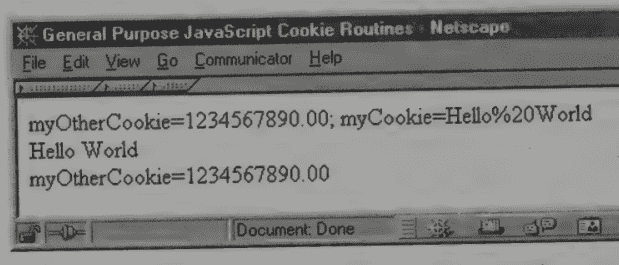 General Purpose JavaScript Cookie Routines - Netscape
File Edit View Go Communicator Help
myOtherCookie=1234567890.00; myCookie=Hello%20World
Hello World
myOtherCookie=1234567890.00
Document: Done